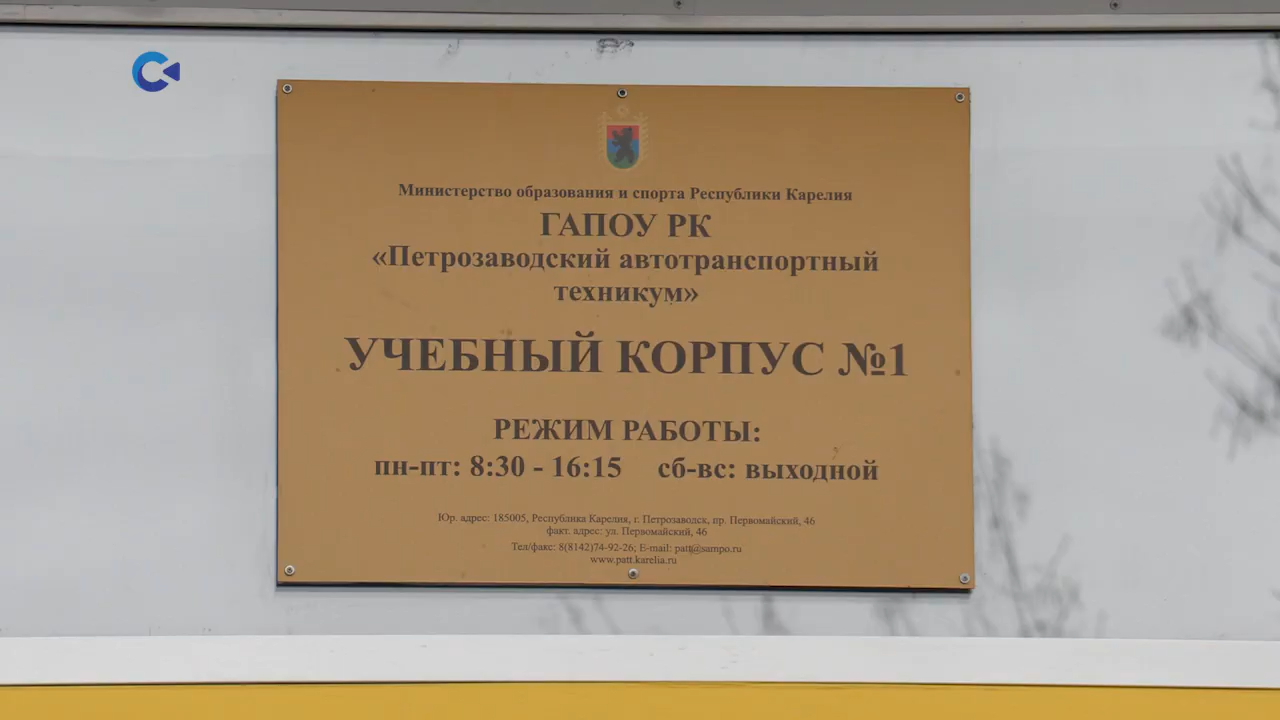 Министерство образования и спорта Республики Карелия
ГАПОУ РК
«Петрозаводский автотранспортный
техникум»
УЧЕБНЫЙ КОРПУС №1
РЕЖИМ РАБОТЫ:
пн-пт: 8:30 - 16:15 сб-вс: выходной
Юр. адрес: 185005, Республика Карелия, г. Петрозаводск, пр. Первомайский, 46
факт. адрес: ул. Первомайский, 46
Тел/факс: 8(8142)74-92-26; E-mail: patt@sampo.ru
www.patt.karelia.ru